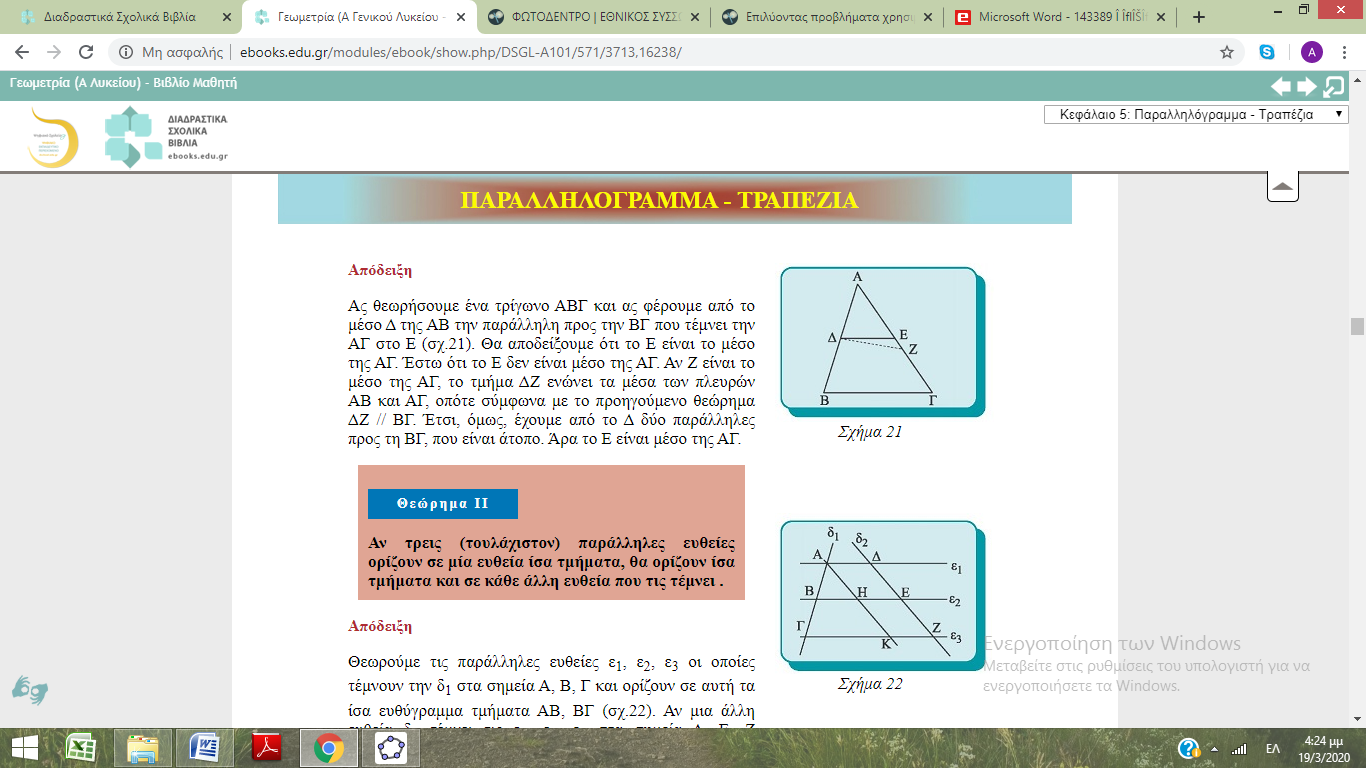 Διαδραστικά Σχολικά Βιβλία
Γεωμετρία (Α Γενικού Λυκείου -
ΦΩΤΟΔΕΝΤΡΟ | ΕΘΝΙΚΟΣ ΣΥΣΣ
Επιλύοντας προβλήματα χρησι
Microsoft Word - 143389
Μη ασφαλής
ebooks.edu.gr/modules/ebook/show.php/DSGL-A101/571/3713,16238/
A
Γεωμετρία (Α Λυκείου) - Βιβλίο Μαθητή
ΔΙΑΔΡΑΣΤΙΚΑ
ΣΧΟΛΙΚΑ
ΒΙΒΛΙΑ
ebooks.edu.gr
Κεφάλαιο 5: Παραλληλόγραμμα - Τραπέζια
ΠΑΡΑΛΛΗΛΟΓΡΑΜΜΑ - ΤΡΑΠΕΖΙΑ
Απόδειξη
Ας θεωρήσουμε ένα τρίγωνο ΑΒΓ και ας φέρουμε από το
μέσο Δ της ΑΒ την παράλληλη προς την ΒΓ που τέμνει την
ΑΓ στο Ε (σχ.21). Θα αποδείξουμε ότι το Ε είναι το μέσο
της ΑΓ. Έστω ότι το Ε δεν είναι μέσο της ΑΓ. Αν Ζ είναι το
μέσο της ΑΓ, το τμήμα ΔΖ ενώνει τα μέσα των πλευρών
ΑΒ και ΑΓ, οπότε σύμφωνα με το προηγούμενο θεώρημα
ΔΖ // ΒΓ. Έτσι, όμως, έχουμε από το Δ δύο παράλληλες
προς τη ΒΓ, που είναι άτοπο. Άρα το Ε είναι μέσο της ΑΓ.
Α
Δ
Ε
Ζ
Β
Γ
Σχήμα 21
Θεώρημα ΙΙ
Αν τρεις (τουλάχιστον) παράλληλες ευθείες
ορίζουν σε μία ευθεία ίσα τμήματα, θα ορίζουν ίσα
τμήματα και σε κάθε άλλη ευθεία που τις τέμνει .
δ1 δ2
Α Δ ε1
Β Η Ε ε2
Γ Κ Ζ ε3
Σχήμα 22
Απόδειξη
Θεωρούμε τις παράλληλες ευθείες ε1, ε2, ε3 οι οποίες
τέμνουν την δ1 στα σημεία Α, Β, Γ και ορίζουν σε αυτή τα
ίσα ευθύγραμμα τμήματα ΑΒ, ΒΓ (σχ.22). Αν μια άλλη
Ενεργοποίηση των Windows
Μεταβείτε στις ρυθμίσεις του υπολογιστή για να
ενεργοποιήσετε τα Windows.
ΕΛ
4:24 μμ
19/3/2020